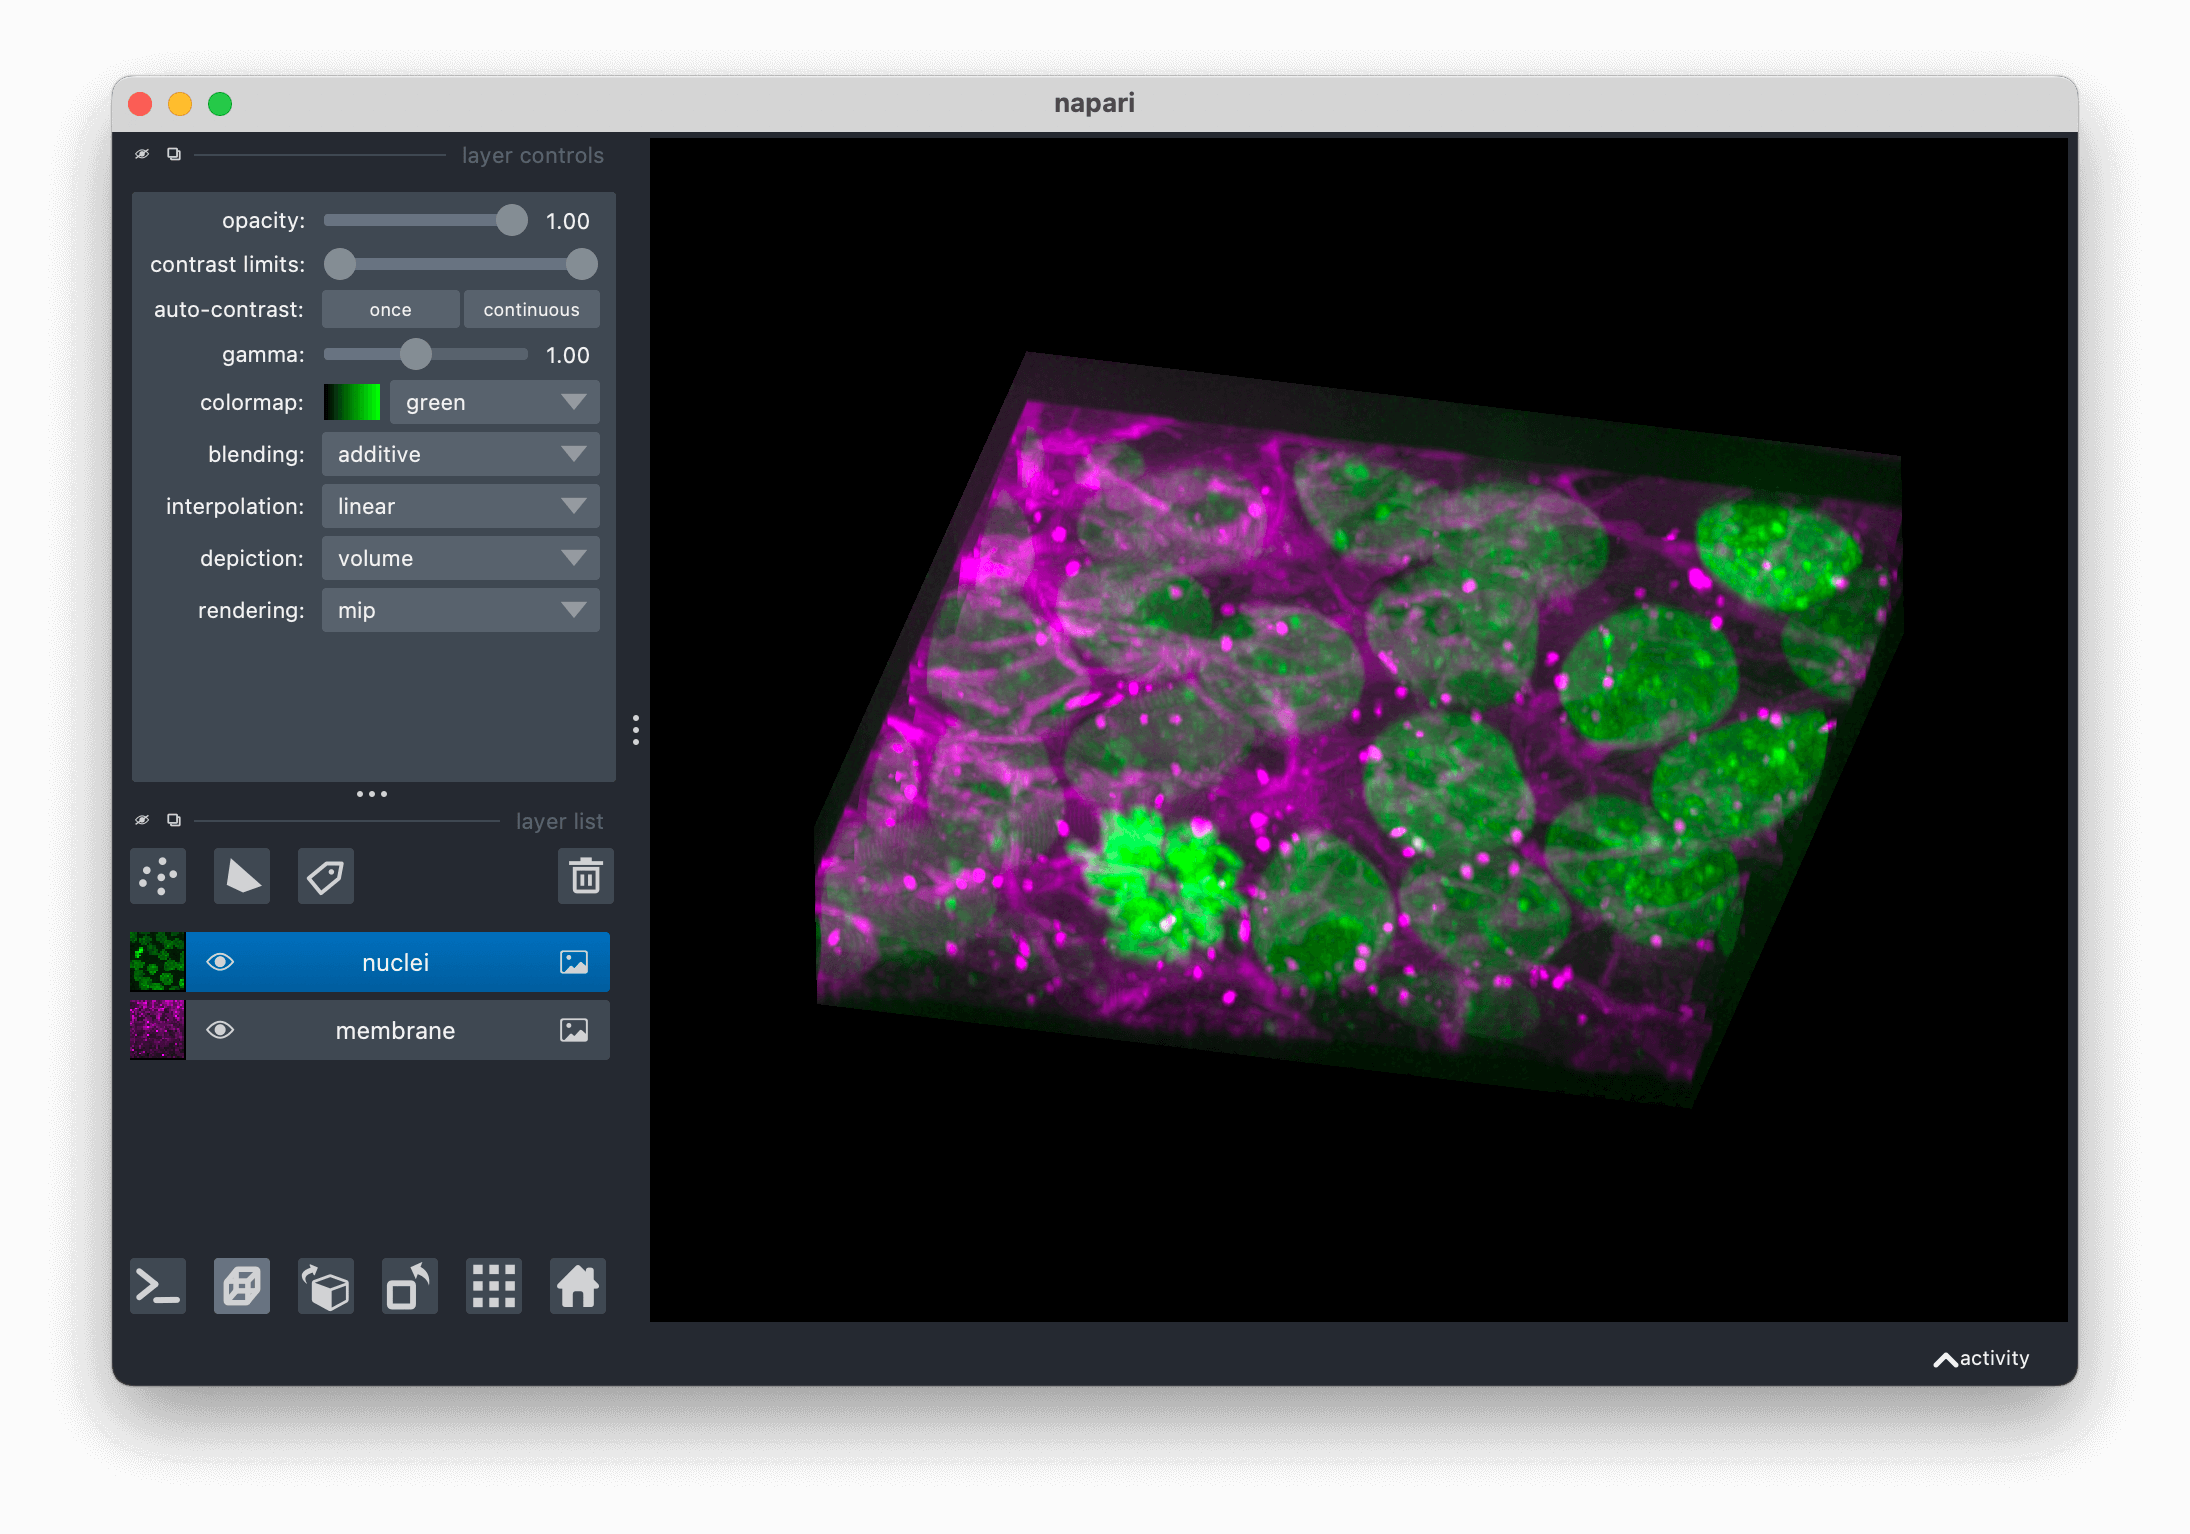 napari
layer controls
opacity: 1.00
contrast limits:
auto-contrast: once continuous
gamma: 1.00
colormap: green
blending: additive
interpolation: linear
depiction: volume
rendering: mip
layer list
nuclei
membrane
activity